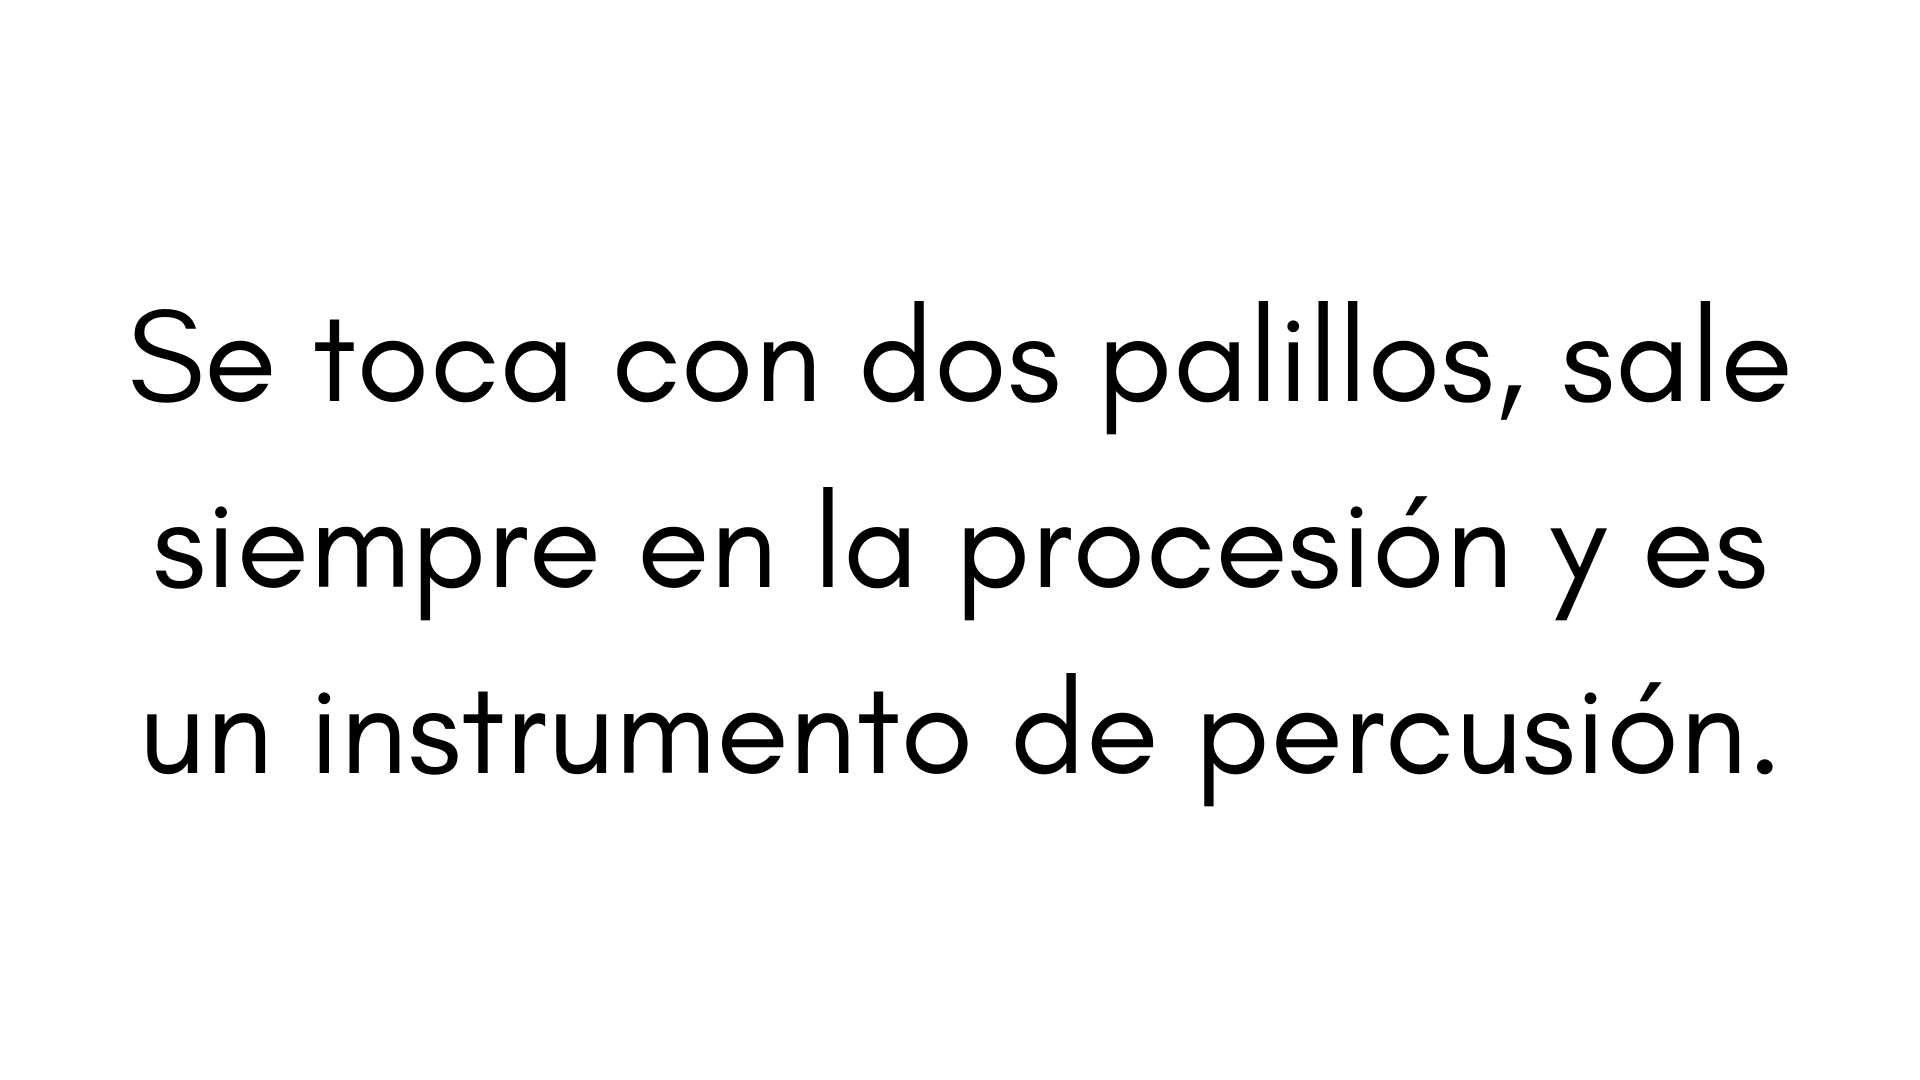 Se toca con dos palillos, sale
siempre en la procesión y es
un instrumento de percusión.